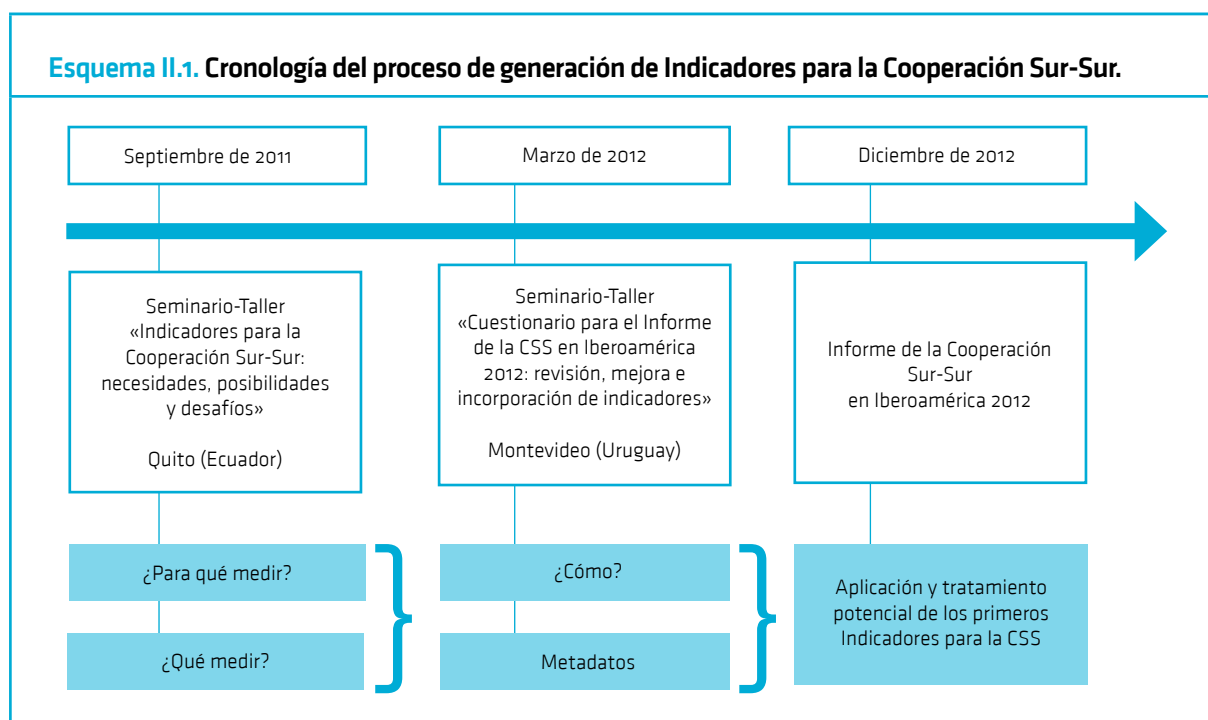 Esquema II.1. Cronología del proceso de generación de Indicadores para la Cooperación Sur-Sur.
Septiembre de 2011
Marzo de 2012
Diciembre de 2012
Seminario-Taller
«Indicadores para la
Cooperación Sur-Sur:
necesidades, posibilidades
y desafíos»
Quito (Ecuador)
Seminario-Taller
«Cuestionario para el Informe
de la CSS en Iberoamérica
2012: revisión, mejora e
incorporación de indicadores»
Montevideo (Uruguay)
Informe de la Cooperación
Sur-Sur
en Iberoamérica 2012
¿Para qué medir?
¿Qué medir?
¿Cómo?
Metadatos
Aplicación y tratamiento
potencial de los primeros
Indicadores para la CSS